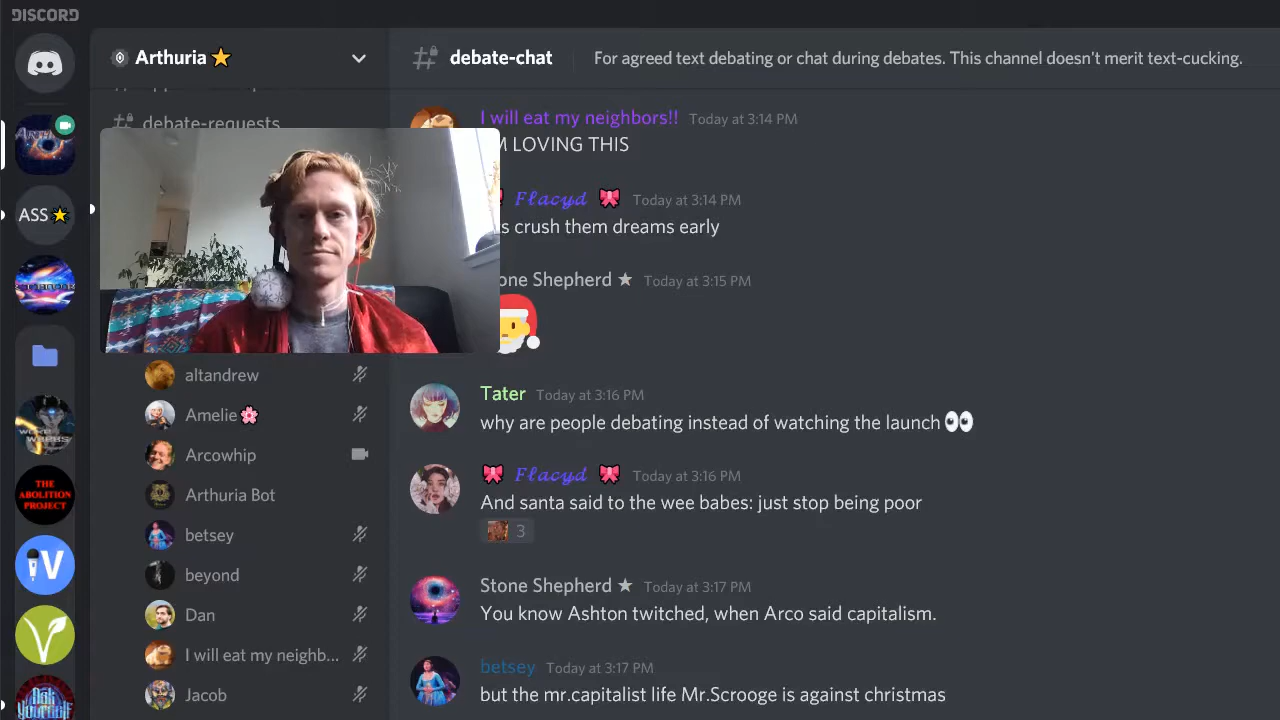 DISCORD
Arthuria
debate-chat
For agreed text debating or chat during debates. This channel doesn't merit text-cucking.
debate-requests
ASS
THE
ABOLITION
PROJECT
V
altandrew
Amelie
Arcowhip
Arthuria Bot
betsey
beyond
Dan
I will eat my neighb...
Jacob
I will eat my neighbors!! Today at 3:14 PM
M LOVING THIS
Flacyd Today at 3:14 PM
s crush them dreams early
one Shepherd ★ Today at 3:15 PM
Tater Today at 3:16 PM
why are people debating instead of watching the launch 👀
Flacyd Today at 3:16 PM
And santa said to the wee babes: just stop being poor
3
Stone Shepherd ★ Today at 3:17 PM
You know Ashton twitched, when Arco said capitalism.
betsey Today at 3:17 PM
but the mr.capitalist life Mr.Scrooge is against christmas